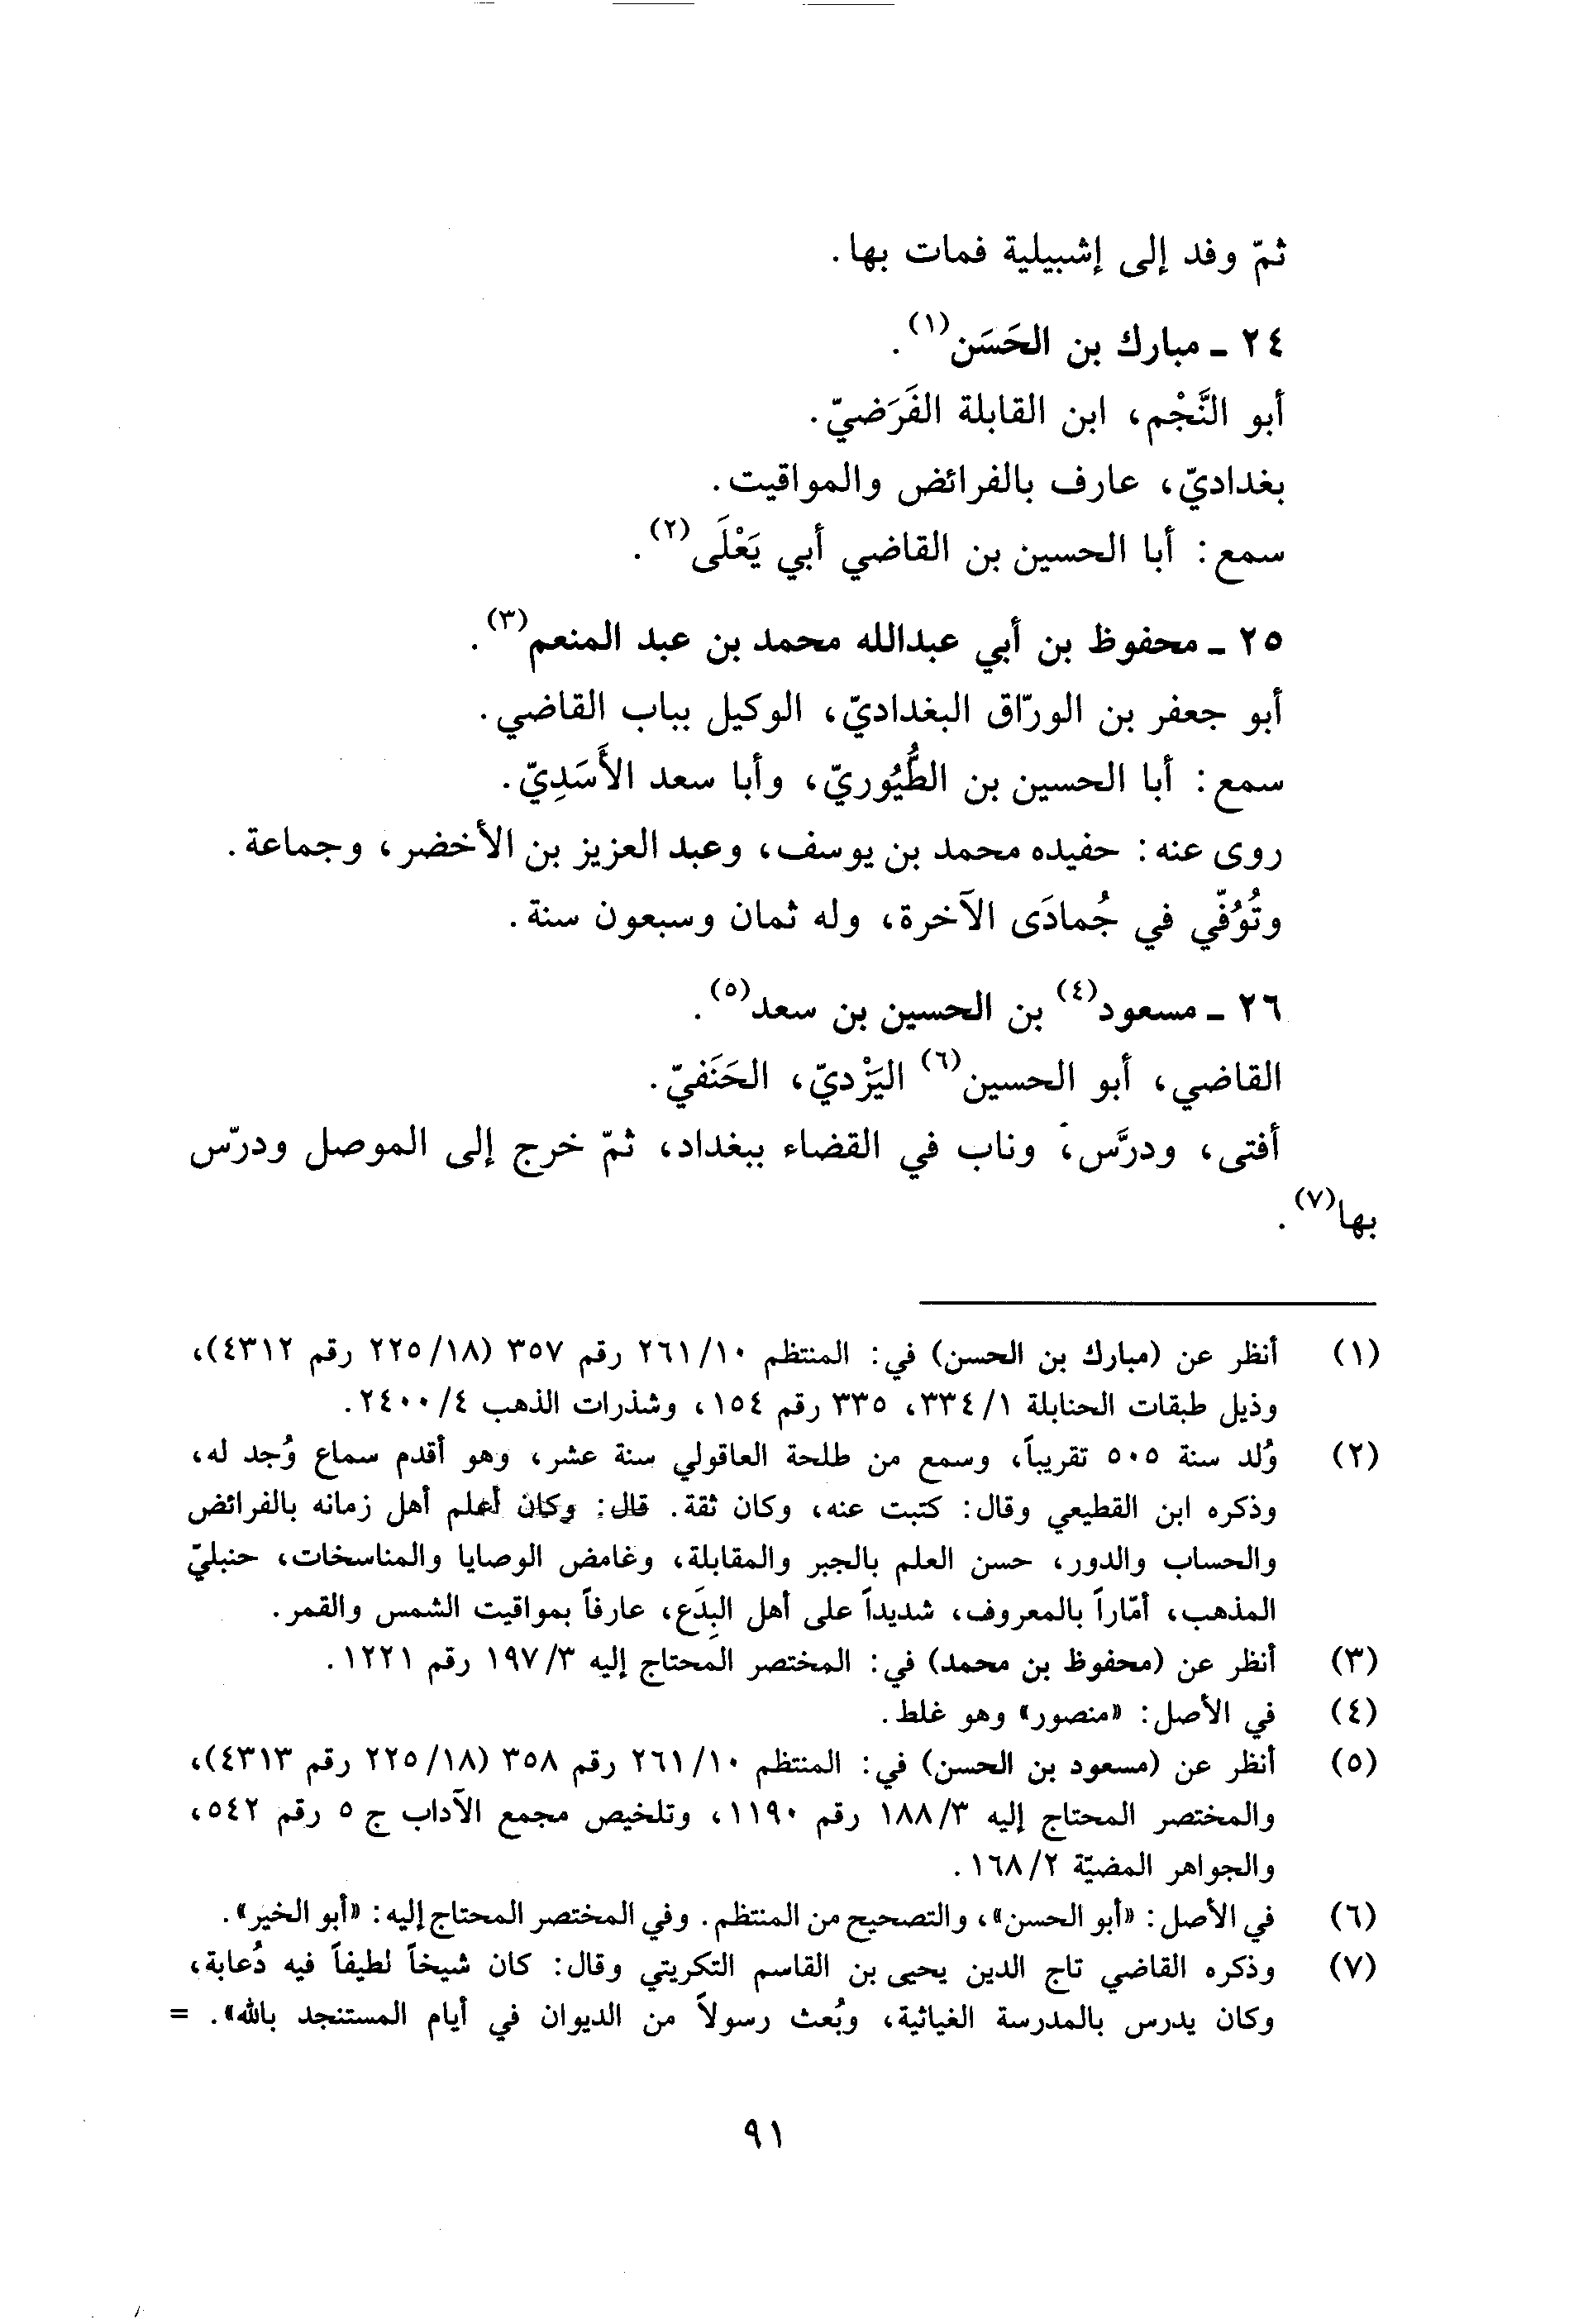 ثمّ وفد إلى إشبيلية فمات بها.
٢٤ ـ مبارك بن الحَسَن(١).
أبو النَّجْم، ابن القابلة الفَرَضيّ.
بغداديّ، عارف بالفرائض والمواقيت.
سمع: أبا الحسين بن القاضي أبي يَعْلَى(٢).
٢٥ ـ محفوظ بن أبي عبدالله محمد بن عبد المنعم(٣).
أبو جعفر بن الورّاق البغداديّ، الوكيل بباب القاضي.
سمع: أبا الحسين بن الطُّيُوريّ، وأبا سعد الأَسَدِيّ.
روى عنه: حفيده محمد بن يوسف، وعبد العزيز بن الأخضر، وجماعة.
وتُوُفّي في جُمادَى الآخرة، وله ثمان وسبعون سنة.
٢٦ ـ مسعود(٤) بن الحسين بن سعد(٥).
القاضي، أبو الحسين(٦) اليَزْديّ، الحَنَفيّ.
أفتى، ودرَّس، وناب في القضاء ببغداد، ثمّ خرج إلى الموصل ودرّس
بها(٧).
(١) أنظر عن (مبارك بن الحسن) في: المنتظم ٢٦١/١٠ رقم ٣٥٧ (٢٢٥/١٨ رقم ٤٣١٢)،
وذيل طبقات الحنابلة ٣٣٤/١، ٣٣٥ رقم ١٥٤، وشذرات الذهب ٢٤٠٠/٤.
(٢) وُلد سنة ٥٠٥ تقريباً، وسمع من طلحة العاقولي سنة عشر، وهو أقدم سماع وُجد له،
وذكره ابن القطيعي وقال: كتبت عنه، وكان ثقة. قال: وكان أعلم أهل زمانه بالفرائض
والحساب والدور، حسن العلم بالجبر والمقابلة، وغامض الوصايا والمناسخات، حنبليّ
المذهب، أمّاراً بالمعروف، شديداً على أهل البِدَع، عارفاً بمواقيت الشمس والقمر.
(٣) أنظر عن (محفوظ بن محمد) في: المختصر المحتاج إليه ١٩٧/٣ رقم ١٢٢١.
(٤) في الأصل: «منصور» وهو غلط.
(٥) أنظر عن (مسعود بن الحسن) في: المنتظم ٢٦١/١٠ رقم ٣٥٨ (٢٢٥/١٨ رقم ٤٣١٣)،
والمختصر المحتاج إليه ١٨٨/٣ رقم ١١٩٠، وتلخيص مجمع الآداب ج ٥ رقم ٥٤٢،
والجواهر المضيّة ١٦٨/٢.
(٦) في الأصل: «أبو الحسن»، والتصحيح من المنتظم. وفي المختصر المحتاج إليه: «أبو الخير».
(٧) وذكره القاضي تاج الدين يحيى بن القاسم التكريتي وقال: كان شيخاً لطيفاً فيه دُعابة،
وكان يدرس بالمدرسة الغياثية، وبُعث رسولاً من الديوان في أيام المستنجد بالله». =
٩١